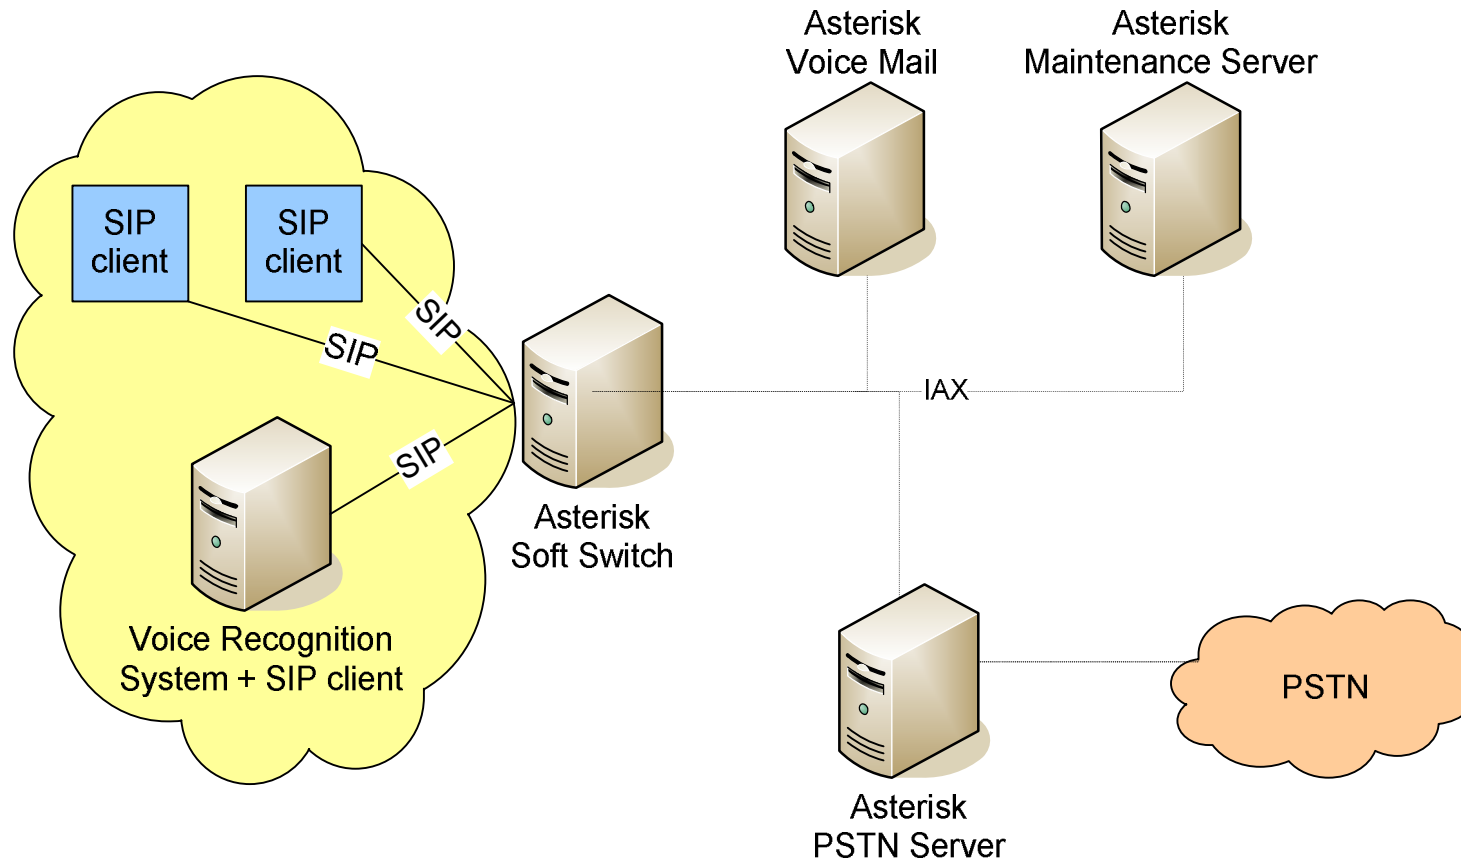 Asterisk
Voice Mail
Asterisk
Maintenance Server
SIP
client
SIP
client
SIP
SIP
SIP
IAX
Asterisk
Soft Switch
Voice Recognition
System + SIP client
PSTN
Asterisk
PSTN Server